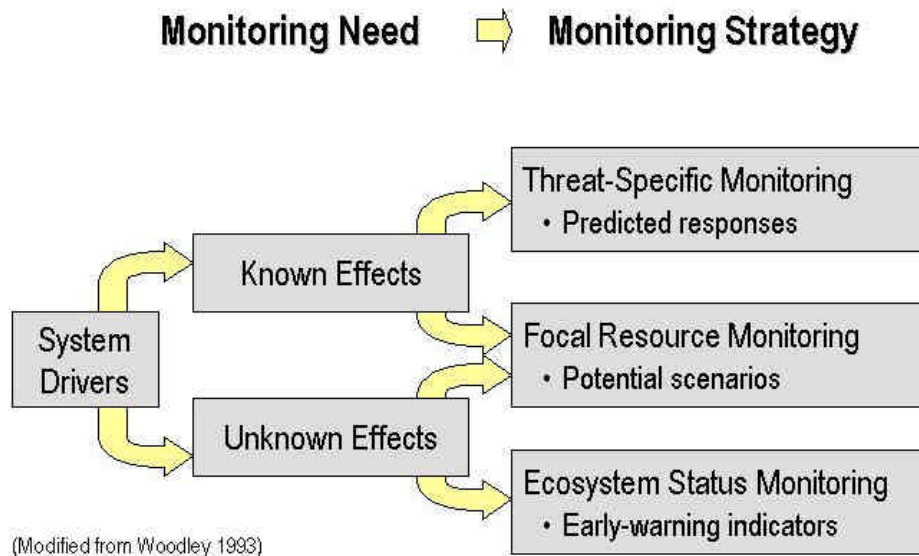 Monitoring Need
Monitoring Strategy
Threat-Specific Monitoring
• Predicted responses
Known Effects
System
Drivers
Focal Resource Monitoring
• Potential scenarios
Unknown Effects
Ecosystem Status Monitoring
• Early-warning indicators
(Modified from Woodley 1993)